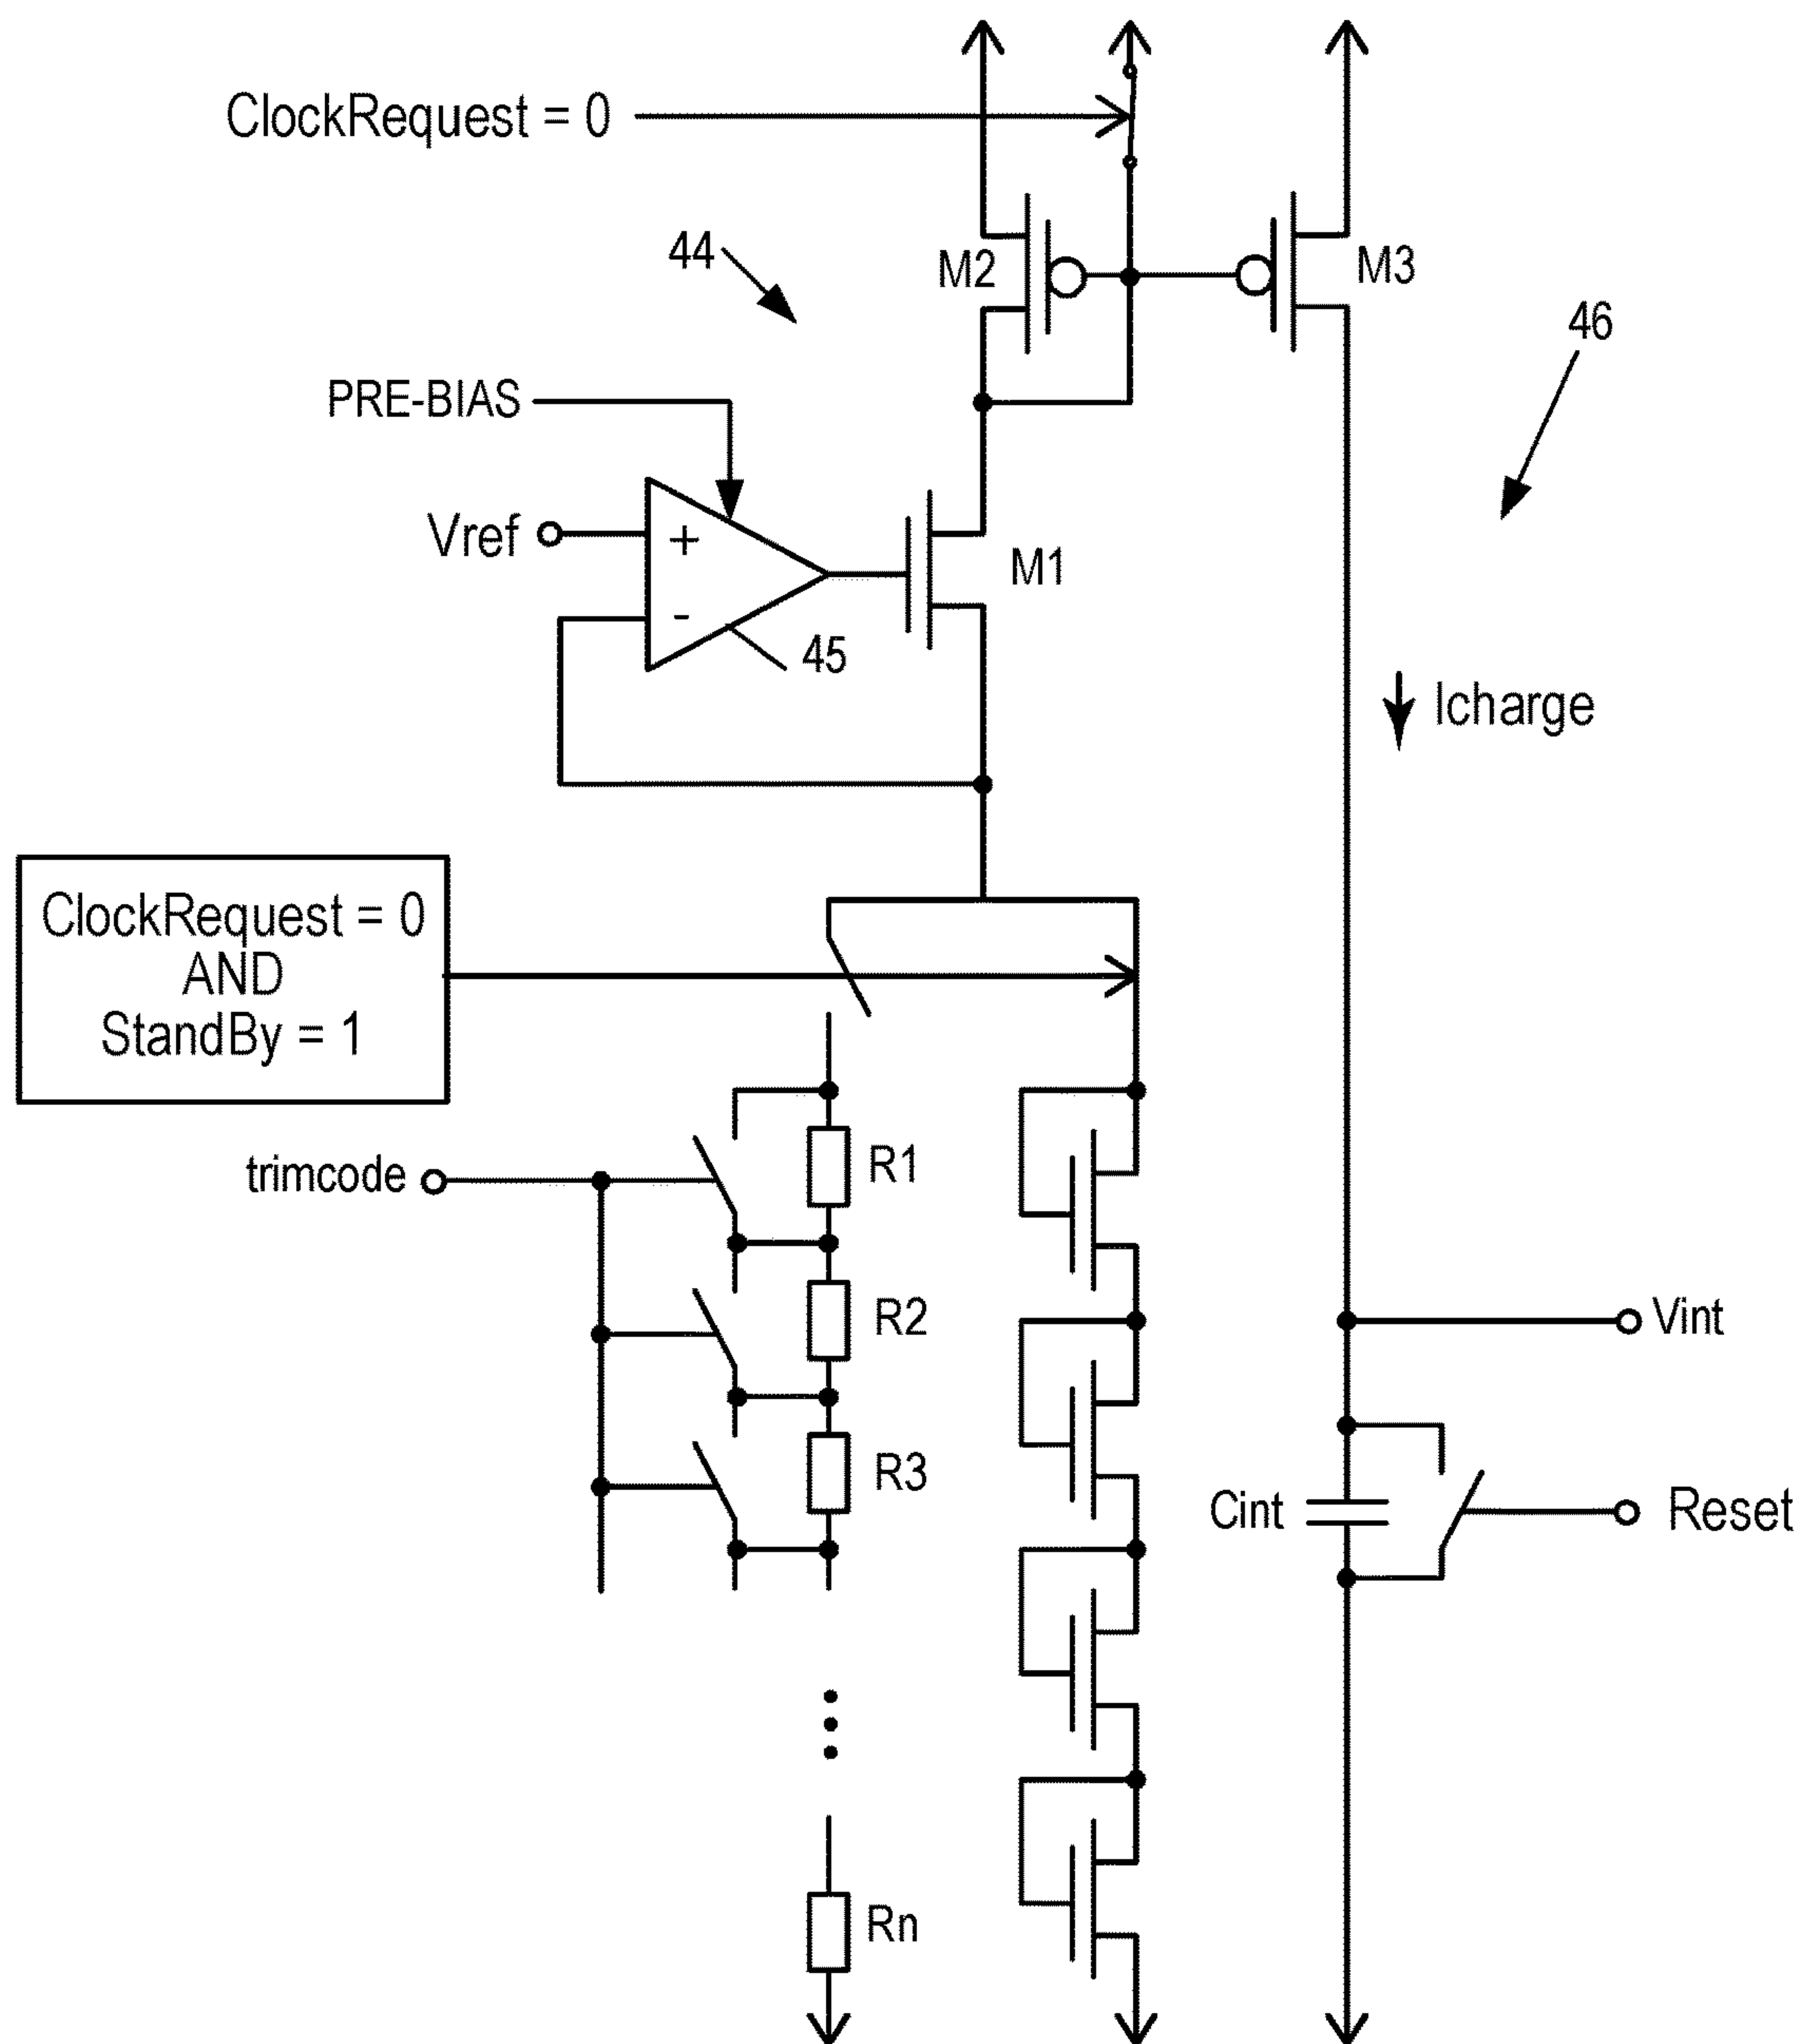 ClockRequest = 0
44
M2
M3
46
PRE-BIAS
Vref
+
-
M1
45
Icharge
ClockRequest = 0
AND
StandBy = 1
trimcode
R1
R2
Vint
R3
Cint
Reset
Rn